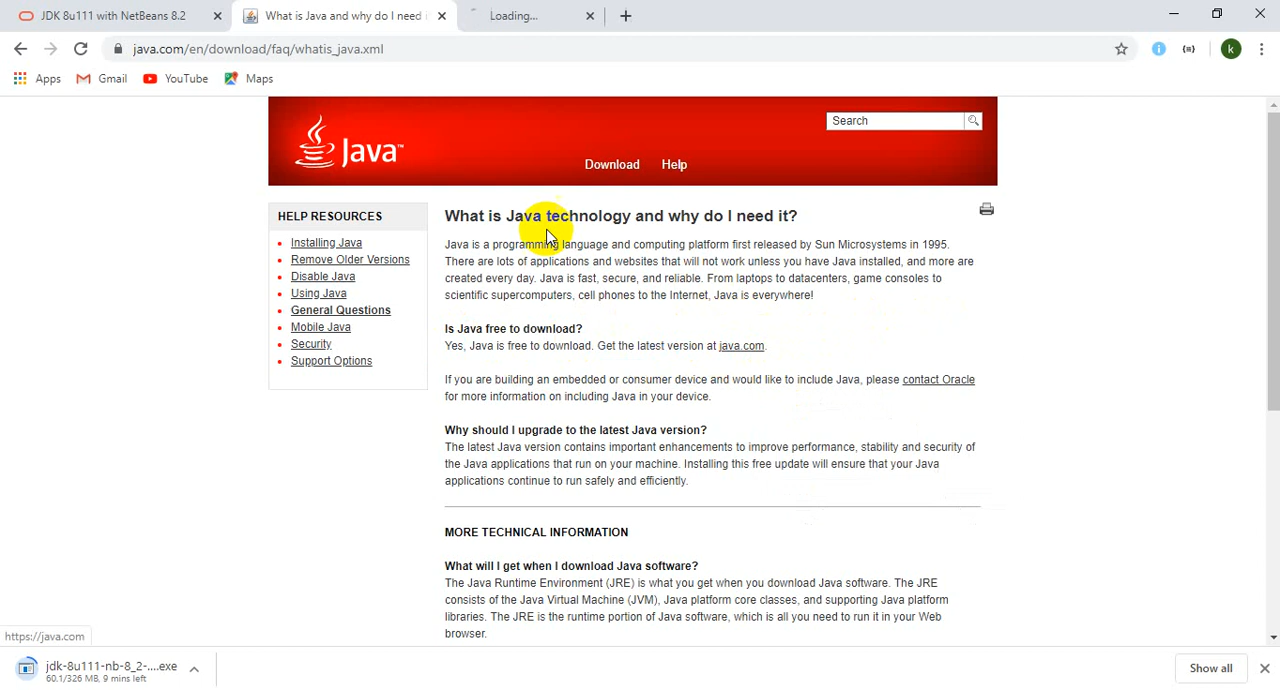 JDK 8u111 with NetBeans 8.2
What is Java and why do I need i
Loading...
java.com/en/download/faq/whatis_java.xml
k
Apps
Gmail
YouTube
Maps
Java™
Search
Download
Help
HELP RESOURCES
Installing Java
Remove Older Versions
Disable Java
Using Java
General Questions
Mobile Java
Security
Support Options
What is Java technology and why do I need it?
Java is a programming language and computing platform first released by Sun Microsystems in 1995.
There are lots of applications and websites that will not work unless you have Java installed, and more are
created every day. Java is fast, secure, and reliable. From laptops to datacenters, game consoles to
scientific supercomputers, cell phones to the Internet, Java is everywhere!
Is Java free to download?
Yes, Java is free to download. Get the latest version at java.com.
If you are building an embedded or consumer device and would like to include Java, please contact Oracle
for more information on including Java in your device.
Why should I upgrade to the latest Java version?
The latest Java version contains important enhancements to improve performance, stability and security of
the Java applications that run on your machine. Installing this free update will ensure that your Java
applications continue to run safely and efficiently.
MORE TECHNICAL INFORMATION
What will I get when I download Java software?
The Java Runtime Environment (JRE) is what you get when you download Java software. The JRE
consists of the Java Virtual Machine (JVM), Java platform core classes, and supporting Java platform
libraries. The JRE is the runtime portion of Java software, which is all you need to run it in your Web
browser.
https://java.com
jdk-8u111-nb-8_2-....exe
60.1/326 MB, 9 mins left
Show all